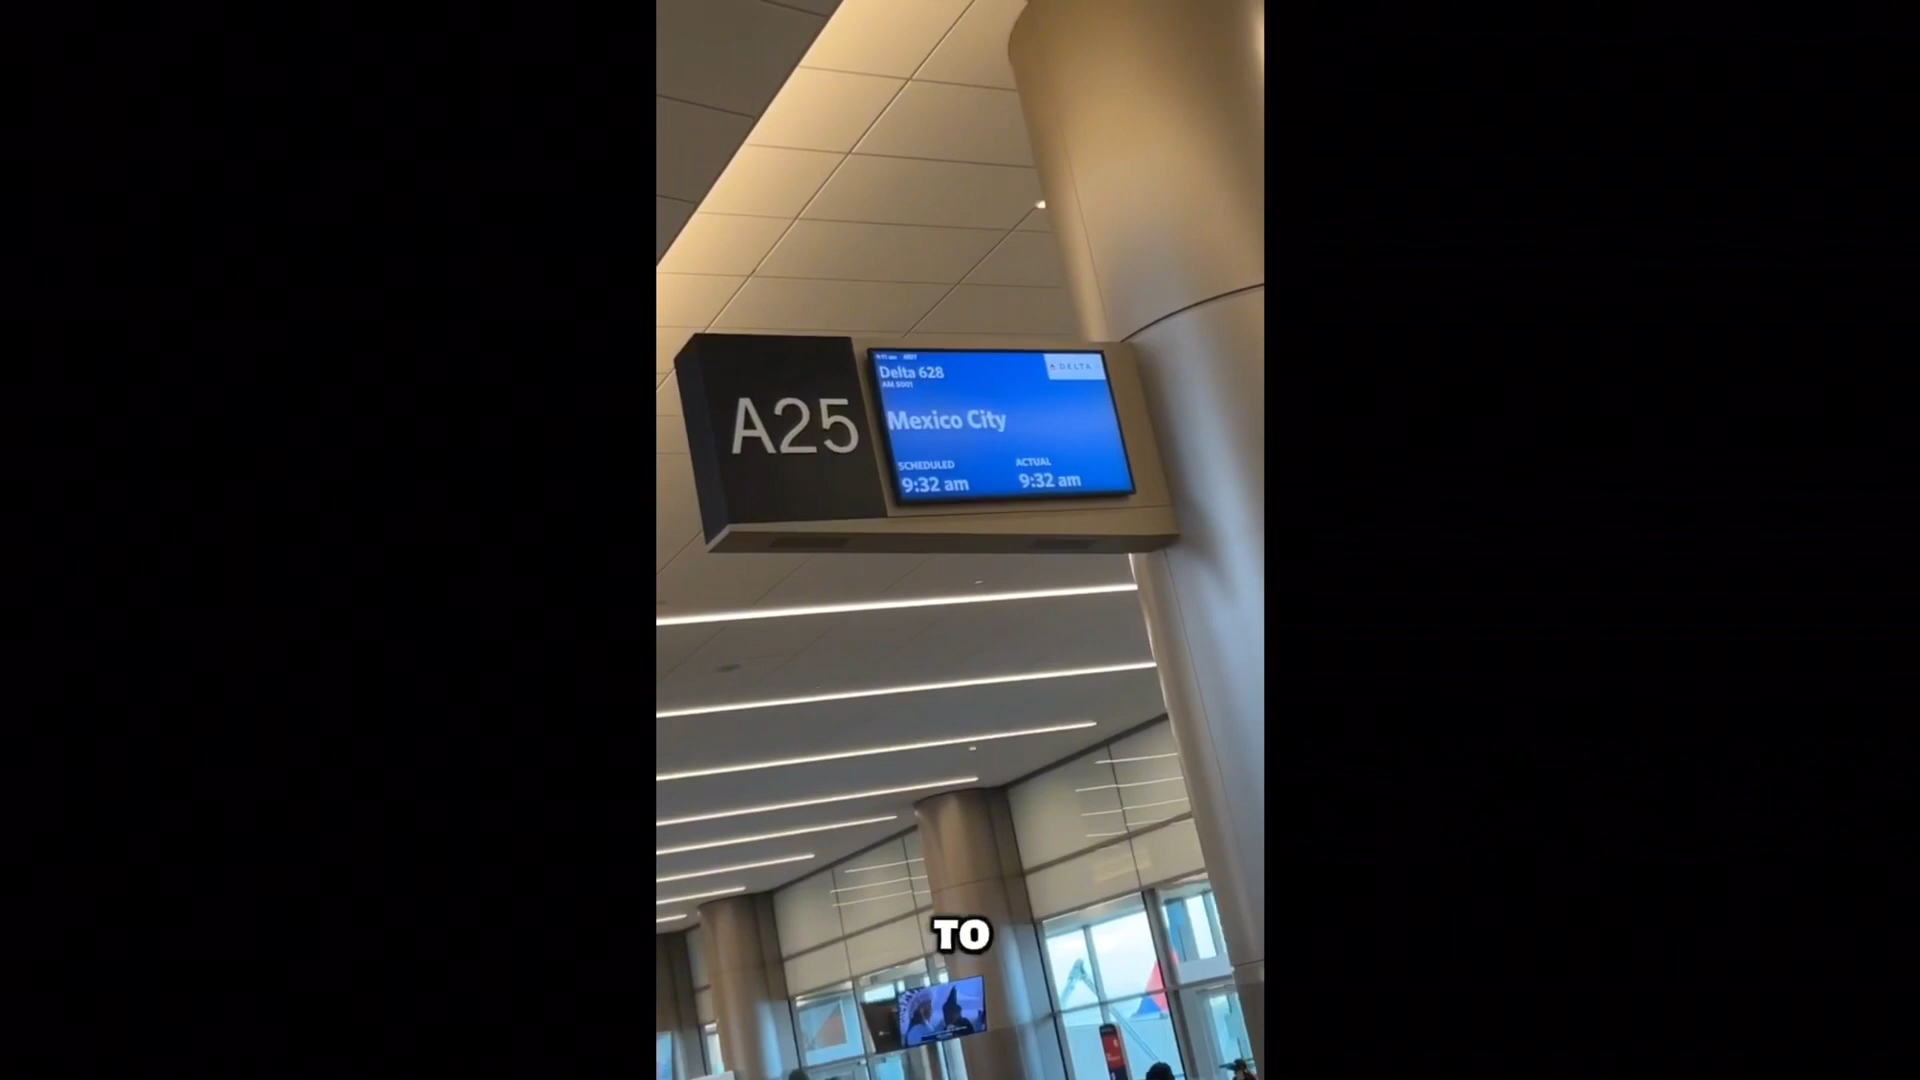 A25
Delta 628
AM 5001
DELTA
Mexico City
SCHEDULED
ACTUAL
9:32 am
9:32 am
TO